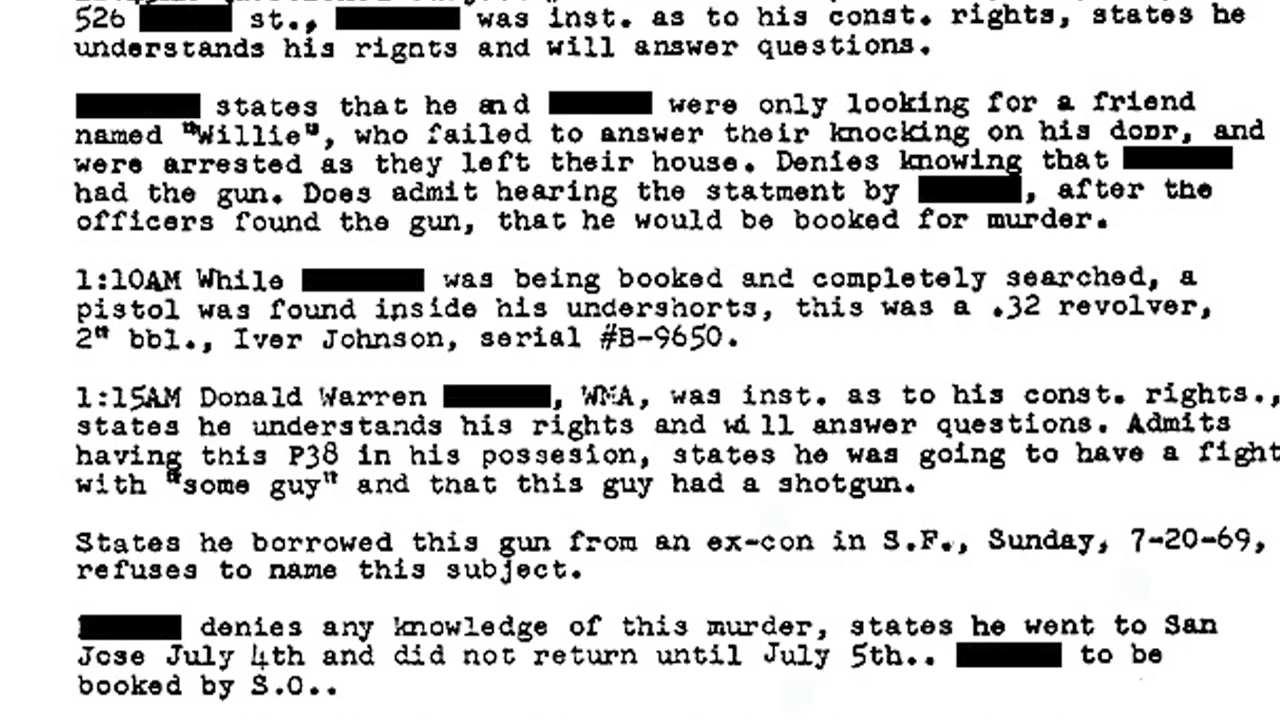 526 st., was inst. as to his const. rights, states he
understands his rignts and will answer questions.
states that he and were only looking for a friend
named "Willie", who failed to answer their knocking on his door, and
were arrested as they left their house. Denies knowing that
had the gun. Does admit hearing the statment by , after the
officers found the gun, that he would be booked for murder.
1:10AM While was being booked and completely searched, a
pistol was found inside his undershorts, this was a .32 revolver,
2" bbl., Iver Johnson, serial #B-9650.
1:15AM Donald Warren , WMA, was inst. as to his const. rights.,
states he understands his rights and will answer questions. Admits
having this P38 in his possesion, states he was going to have a fight
with "some guy" and that this guy had a shotgun.
States he borrowed this gun from an ex-con in S.F., Sunday, 7-20-69,
refuses to name this subject.
denies any knowledge of this murder, states he went to San
Jose July 4th and did not return until July 5th.. to be
booked by S.O..